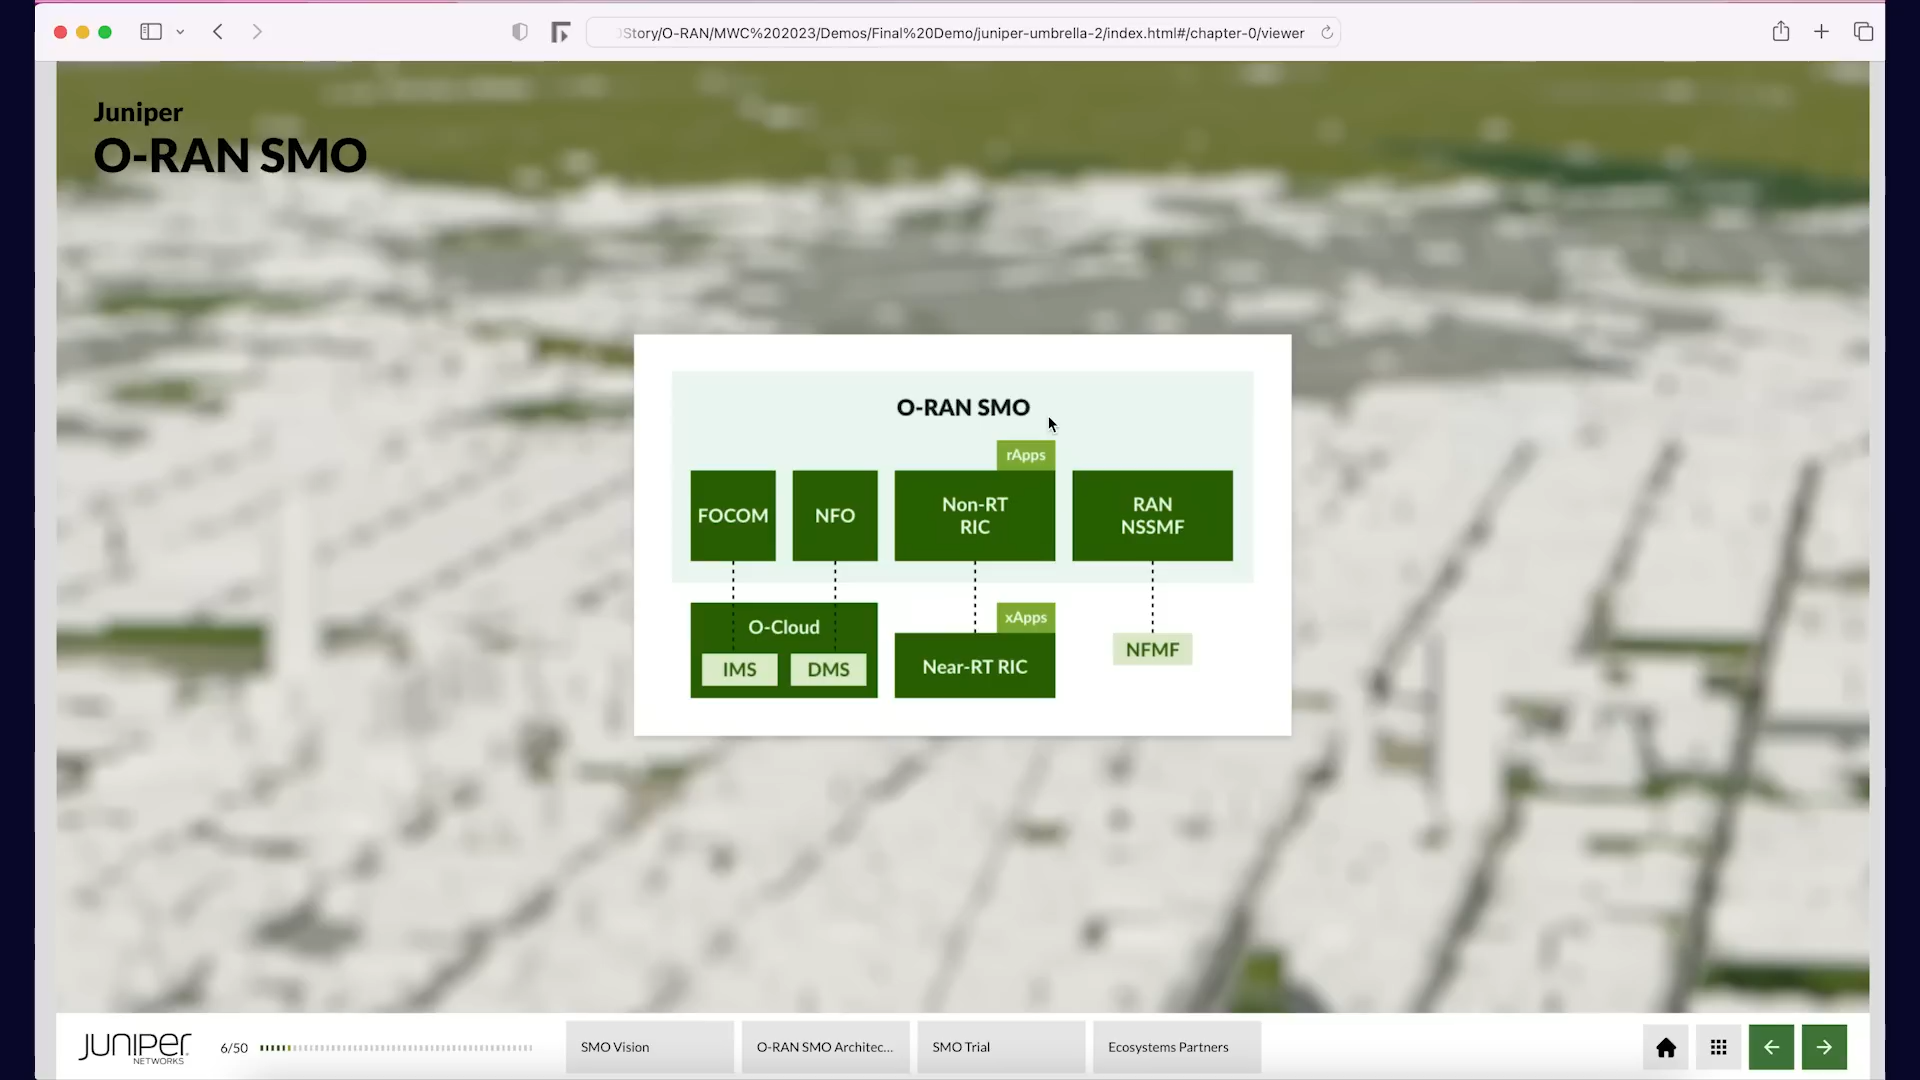 Story/O-RAN/MWC%202023/Demos/Final%20Demo/juniper-umbrella-2/index.html#/chapter-0/viewer
Juniper
O-RAN SMO
O-RAN SMO
rApps
FOCOM
NFO
Non-RT
RIC
RAN
NSSMF
O-Cloud
IMS
DMS
xApps
Near-RT RIC
NFMF
JUNIPER
NETWORKS
6/50
SMO Vision
O-RAN SMO Architec...
SMO Trial
Ecosystems Partners